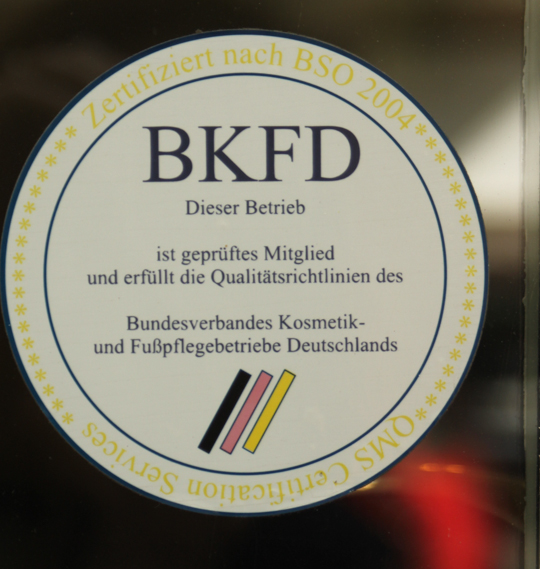 Zertifiziert nach BSO 2004
BKFD
Dieser Betrieb
ist geprüftes Mitglied
und erfüllt die Qualitätsrichtlinien des
Bundesverbandes Kosmetik-
und Fußpflegebetriebe Deutschlands
QMS Certification Services